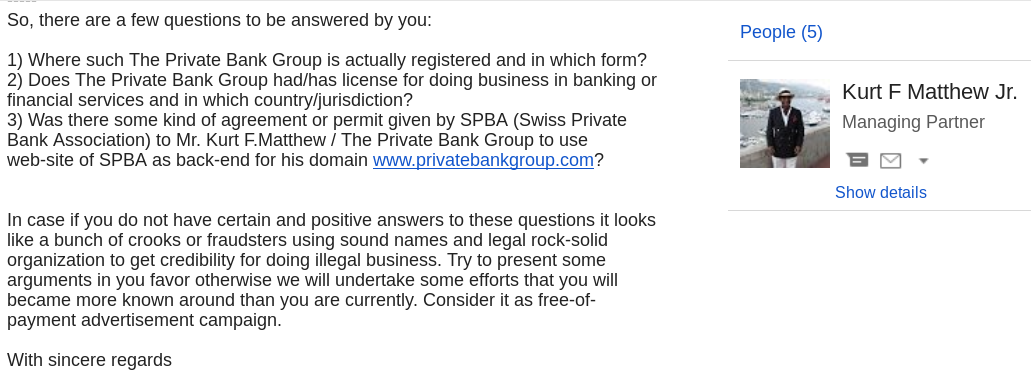 So, there are a few questions to be answered by you:
1) Where such The Private Bank Group is actually registered and in which form?
2) Does The Private Bank Group had/has license for doing business in banking or
financial services and in which country/jurisdiction?
3) Was there some kind of agreement or permit given by SPBA (Swiss Private
Bank Association) to Mr. Kurt F.Matthew / The Private Bank Group to use
web-site of SPBA as back-end for his domain www.privatebankgroup.com?
In case if you do not have certain and positive answers to these questions it looks
like a bunch of crooks or fraudsters using sound names and legal rock-solid
organization to get credibility for doing illegal business. Try to present some
arguments in you favor otherwise we will undertake some efforts that you will
became more known around than you are currently. Consider it as free-of-
payment advertisement campaign.
With sincere regards
People (5)
Kurt F Matthew Jr.
Managing Partner
Show details